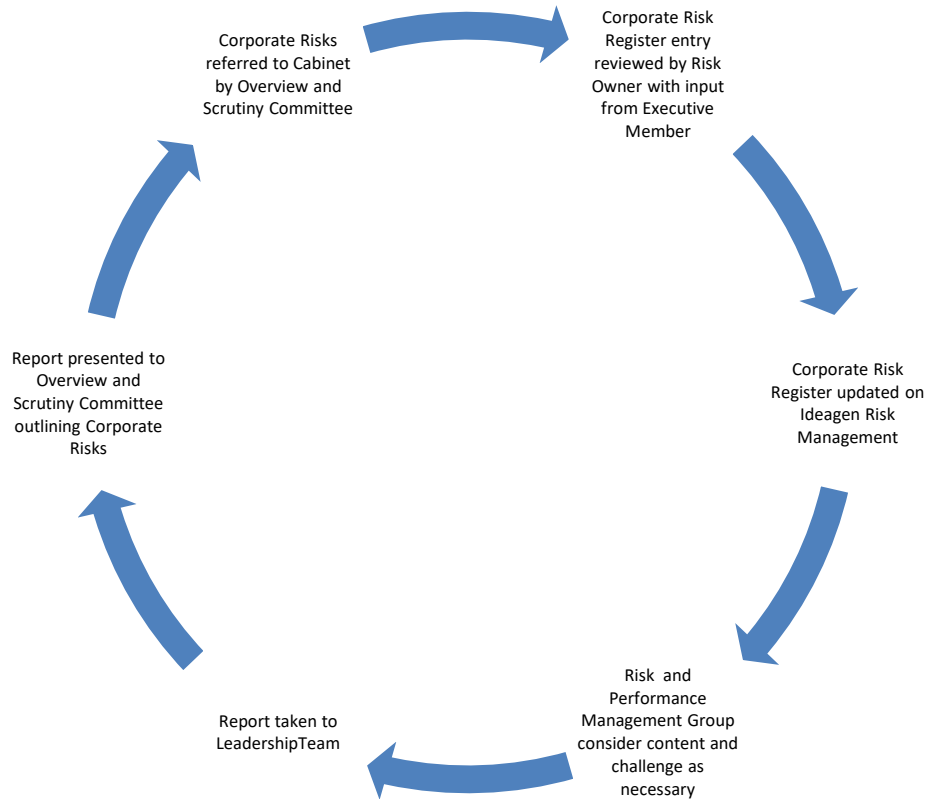 Corporate Risks
referred to Cabinet
by Overview and
Scrutiny Committee
Corporate Risk
Register entry
reviewed by Risk
Owner with input
from Executive
Member
Corporate Risk
Register updated on
Ideagen Risk
Management
Risk and
Performance
Management Group
consider content and
challenge as
necessary
Report taken to
LeadershipTeam
Report presented to
Overview and
Scrutiny Committee
outlining Corporate
Risks